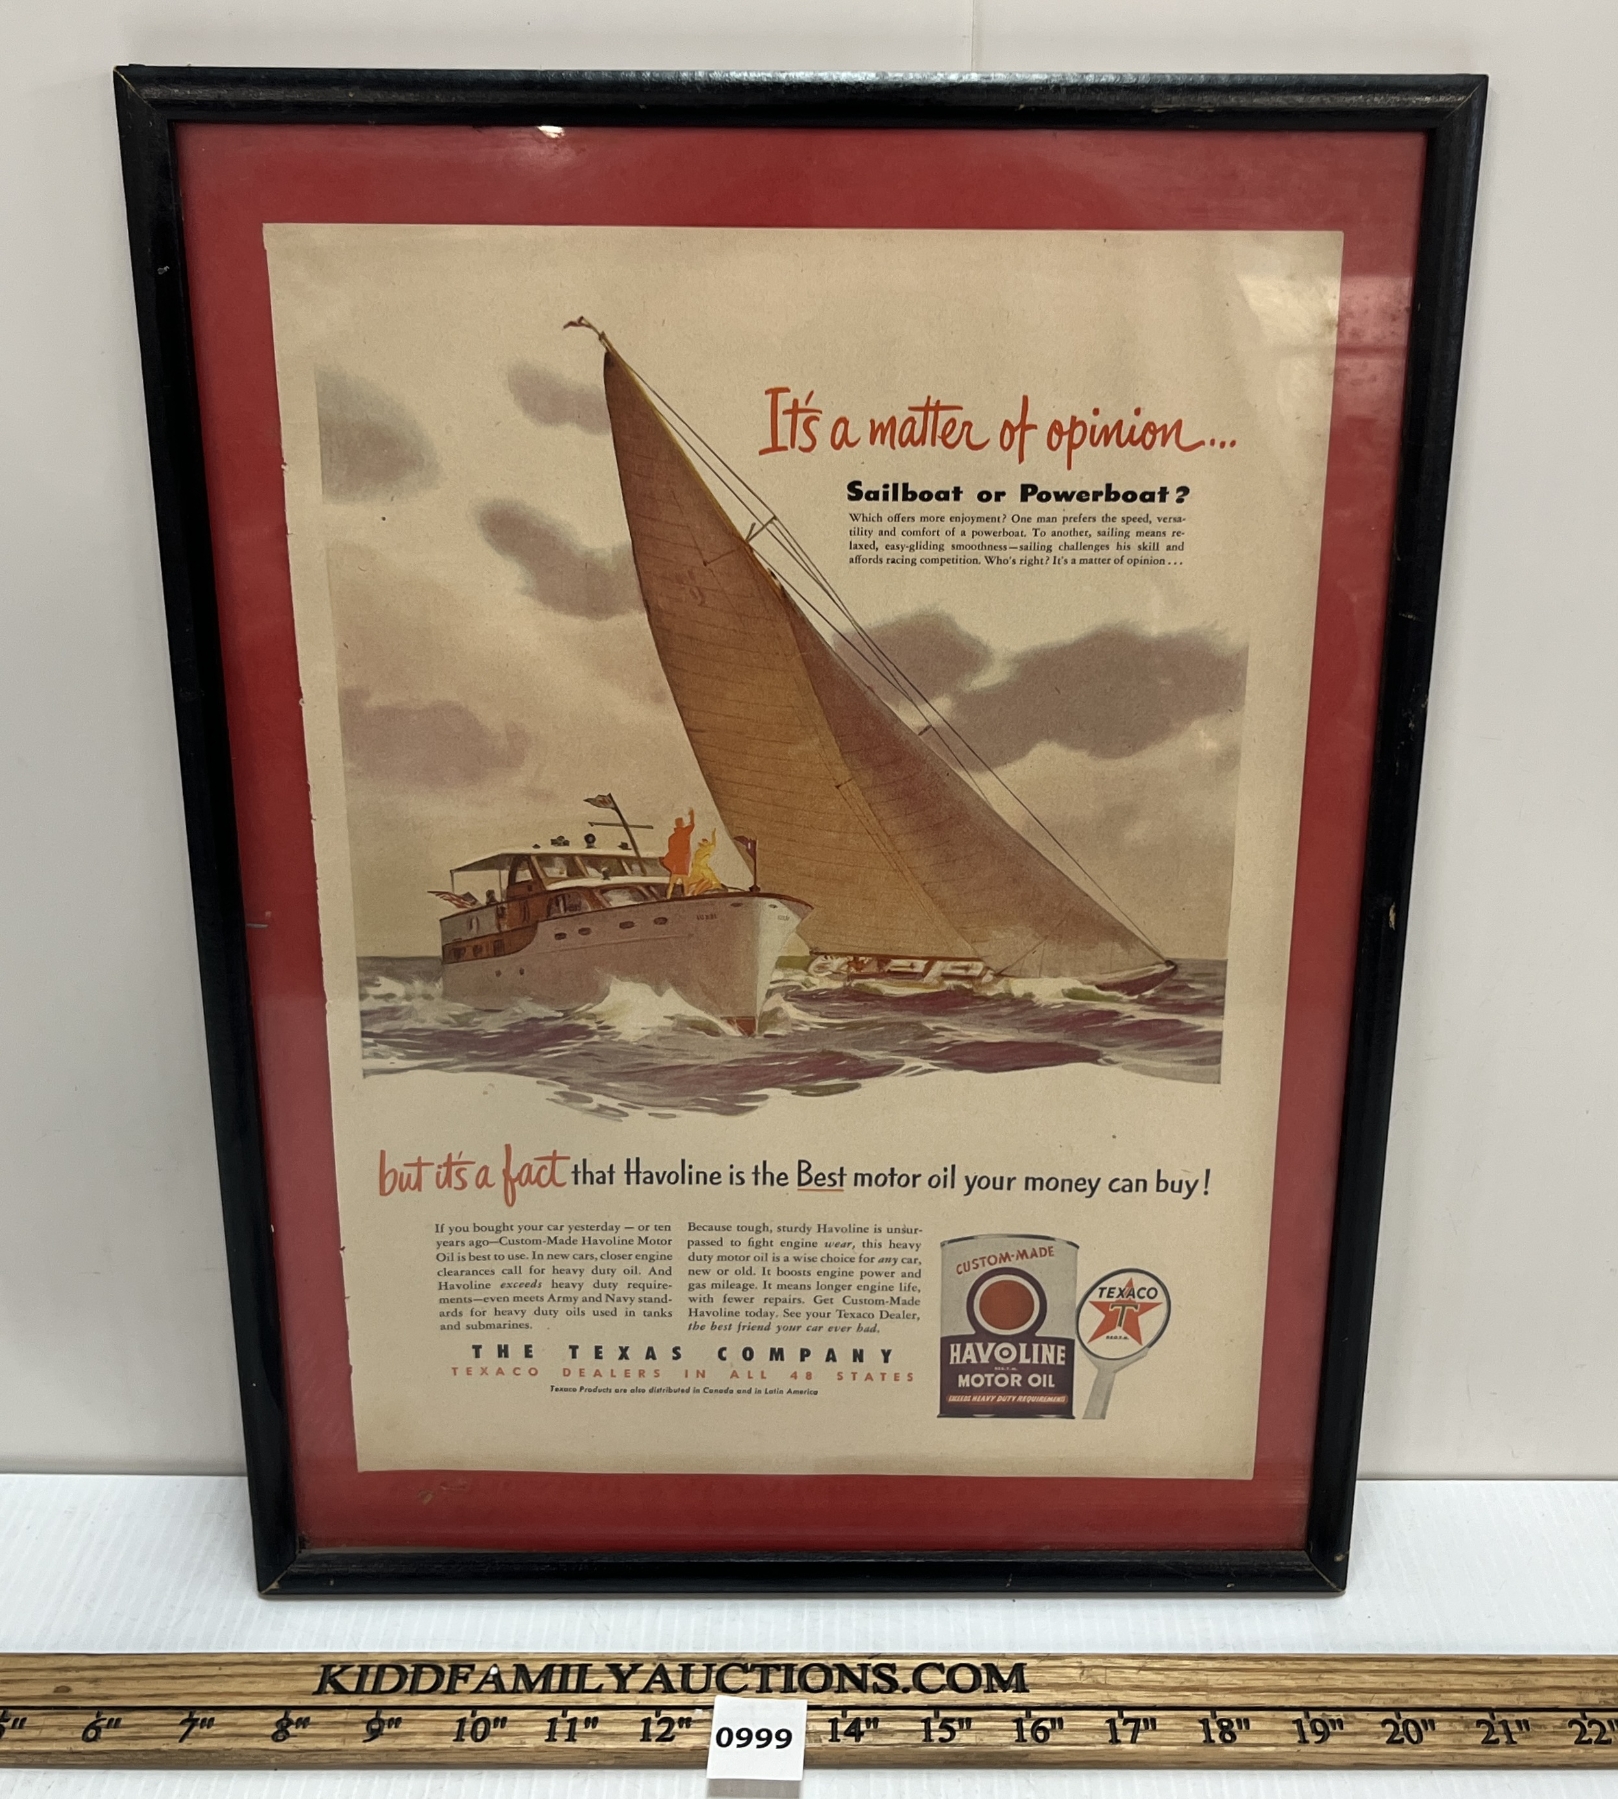 It's a matter of opinion...
Sailboat or Powerboat?
Which offers more enjoyment? One man prefers the speed, versa-
tility and comfort of a powerboat. To another, sailing means re-
laxed, easy-gliding smoothness—sailing challenges his skill and
affords racing competition. Who's right? It's a matter of opinion...
but it's a fact that Havoline is the Best motor oil your money can buy!
If you bought your car yesterday — or ten
years ago—Custom-Made Havoline Motor
Oil is best to use. In new cars, closer engine
clearances call for heavy duty oil. And
Havoline exceeds heavy duty require-
ments—even meets Army and Navy stand-
ards for heavy duty oils used in tanks
and submarines.
Because tough, sturdy Havoline is unsur-
passed to fight engine wear, this heavy
duty motor oil is a wise choice for any car,
new or old. It boosts engine power and
gas mileage. It means longer engine life,
with fewer repairs. Get Custom-Made
Havoline today. See your Texaco Dealer,
the best friend your car ever had.
THE TEXAS COMPANY
TEXACO DEALERS IN ALL 48 STATES
Texaco Products are also distributed in Canada and in Latin America
CUSTOM-MADE
HAVOLINE
MOTOR OIL
EXCEEDS HEAVY DUTY REQUIREMENTS
TEXACO
T
KIDDFAMILYAUCTIONS.COM
5" 6" 7" 8" 9" 10" 11" 12" 14" 15" 16" 17" 18" 19" 20" 21" 22"
0999